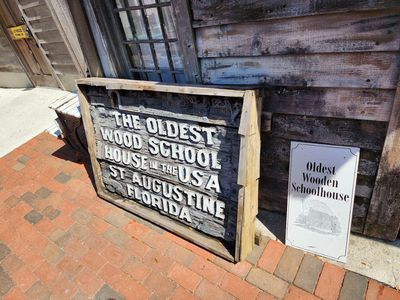 THE OLDEST
WOOD SCHOOL
HOUSE IN THE USA
ST AUGUSTINE
FLORIDA
Oldest
Wooden
Schoolhouse